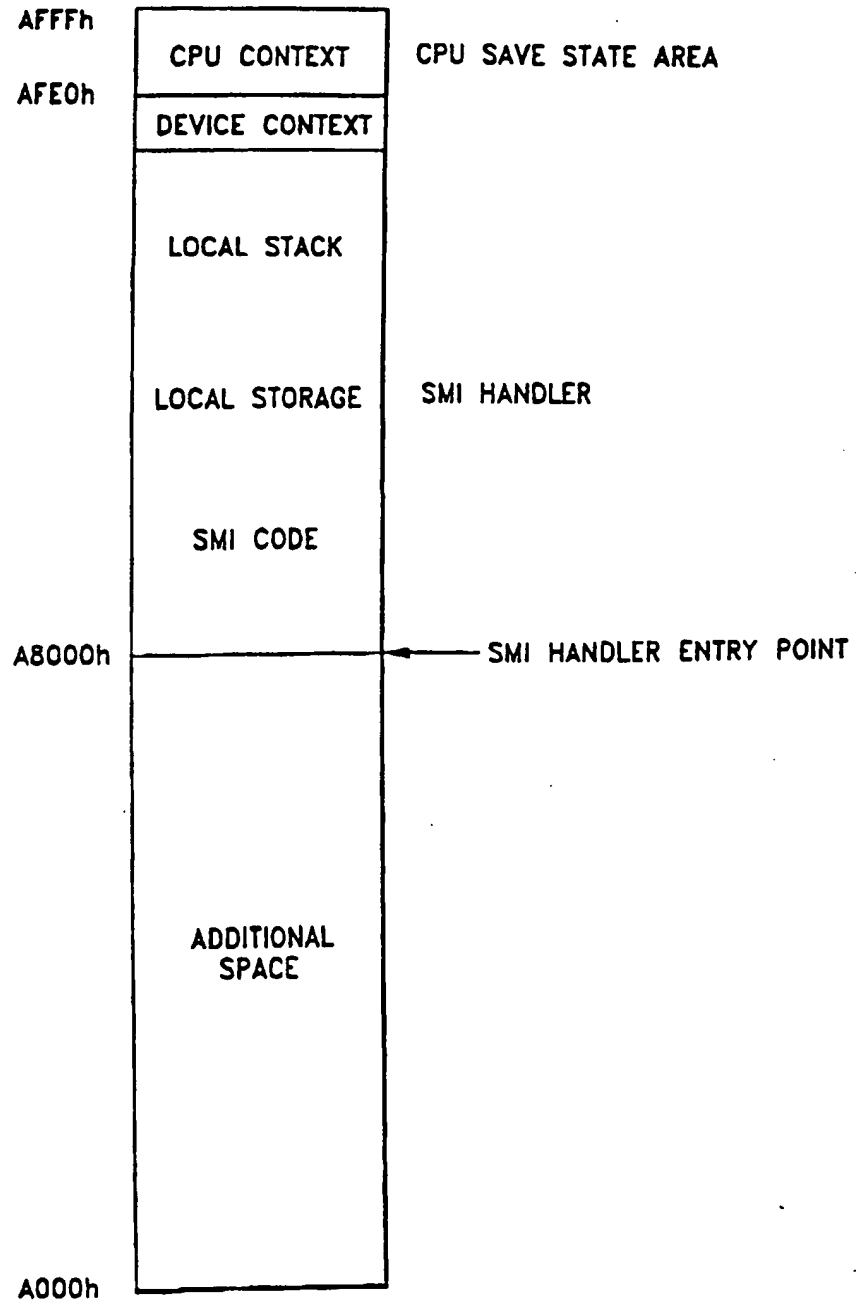 AFFFh
CPU CONTEXT
CPU SAVE STATE AREA
AFE0h
DEVICE CONTEXT
LOCAL STACK
LOCAL STORAGE
SMI HANDLER
SMI CODE
A8000h
SMI HANDLER ENTRY POINT
ADDITIONAL
SPACE
A000h